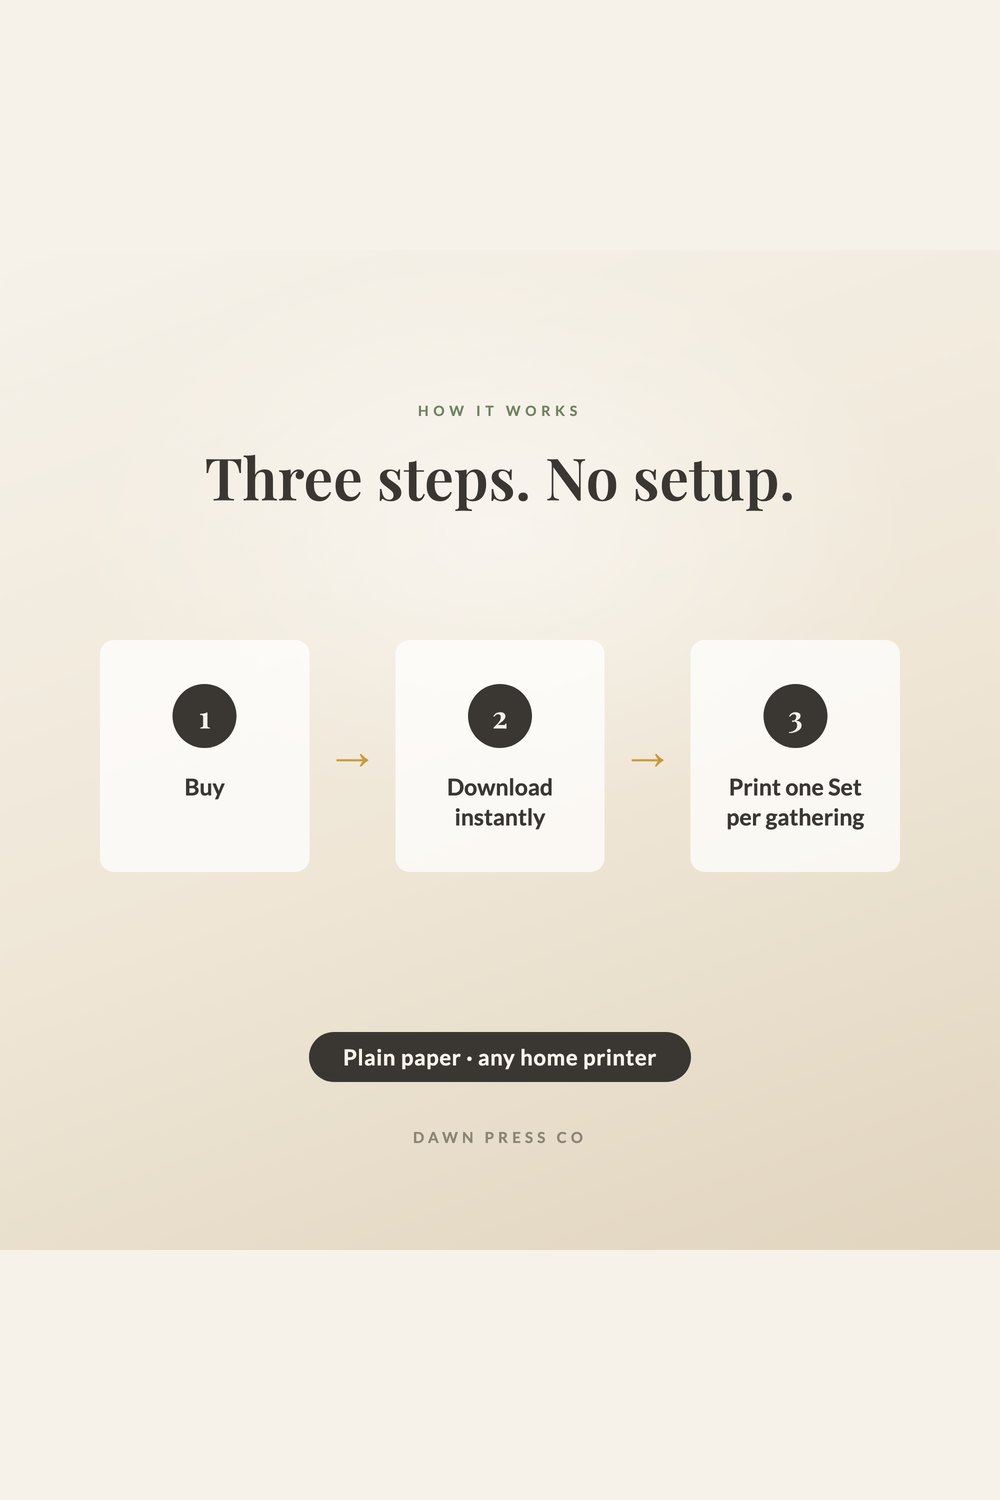 HOW IT WORKS
Three steps. No setup.
1
Buy
→
2
Download
instantly
→
3
Print one Set
per gathering
Plain paper · any home printer
DAWN PRESS CO